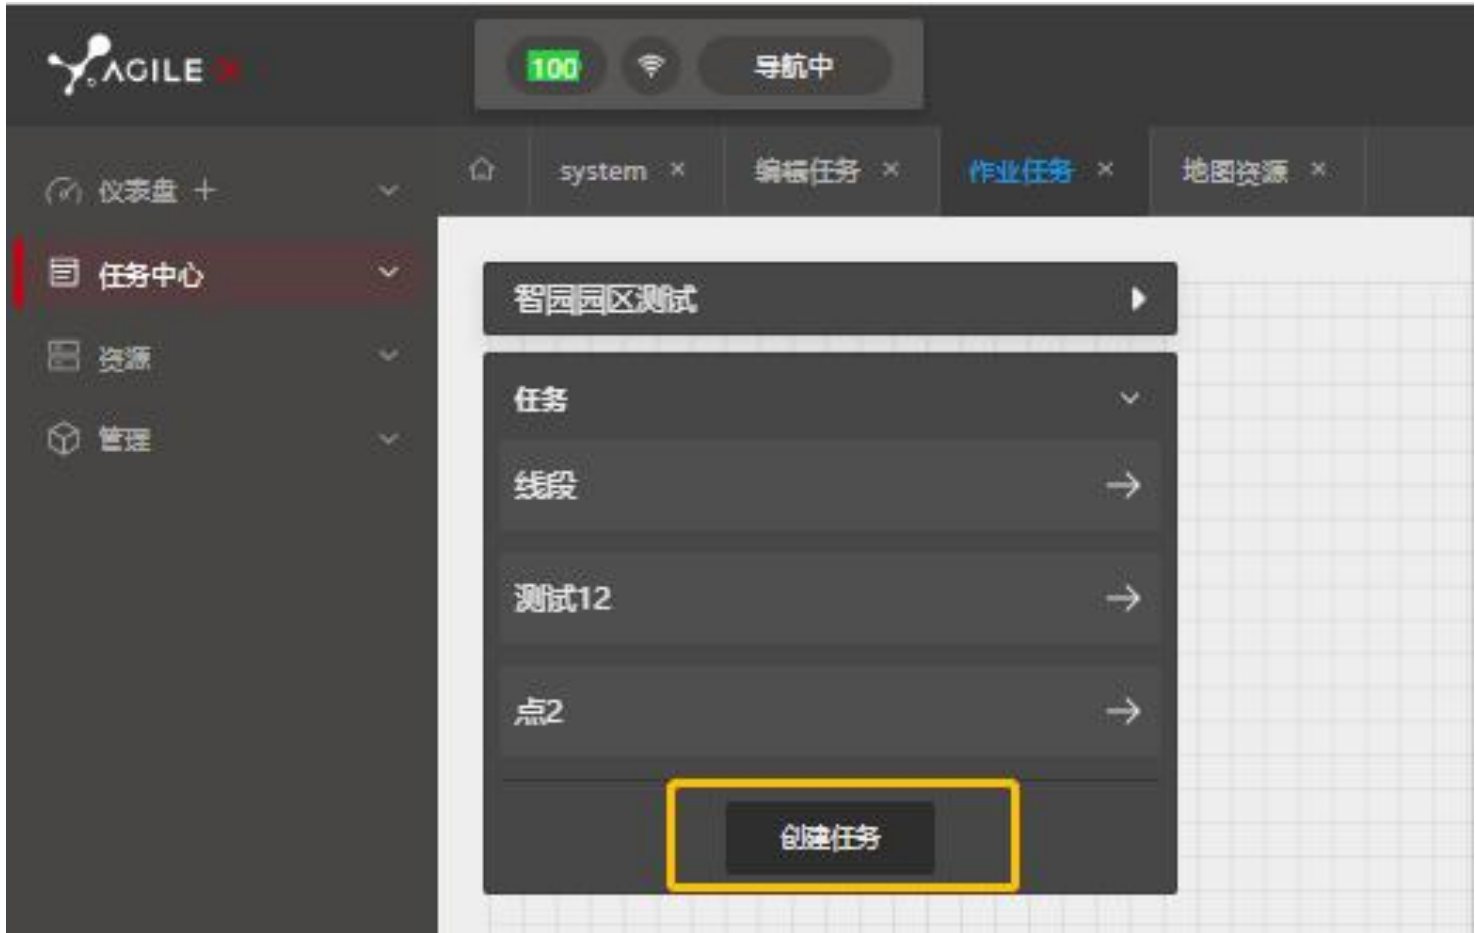 AGILE X
100
导航中
system ×
编辑任务 ×
作业任务 ×
地图资源 ×
仪表盘 +
任务中心
资源
管理
智园园区测试
任务
线段
测试12
点2
创建任务